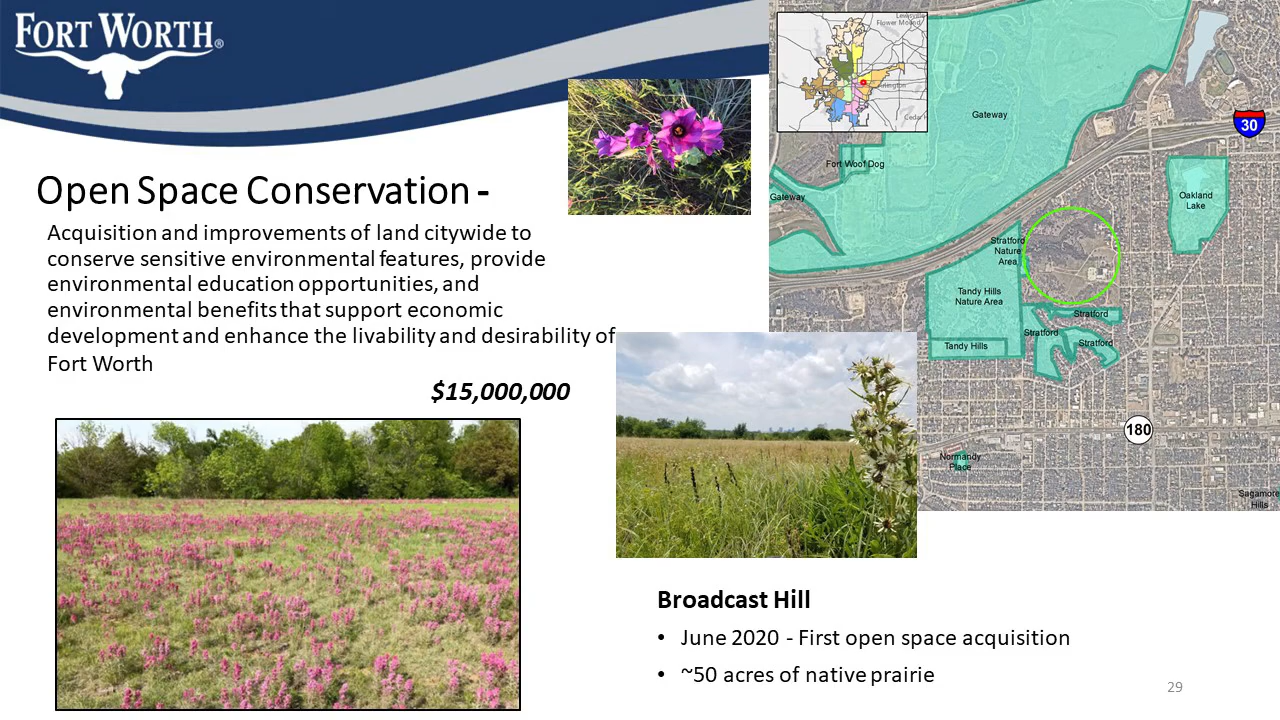 FORT WORTH®
Open Space Conservation -
Acquisition and improvements of land citywide to
conserve sensitive environmental features, provide
environmental education opportunities, and
environmental benefits that support economic
development and enhance the livability and desirability of
Fort Worth
$15,000,000
Lewisville
Flower Mound
Arlington
Gateway
30
Fort Woof Dog
Gateway
Oakland
Lake
Stratford
Nature
Area
Tandy Hills
Nature Area
Stratford
Stratford
Stratford
Tandy Hills
180
Normandy
Place
Sagamore
Hills
Broadcast Hill
• June 2020 - First open space acquisition
• ~50 acres of native prairie
29